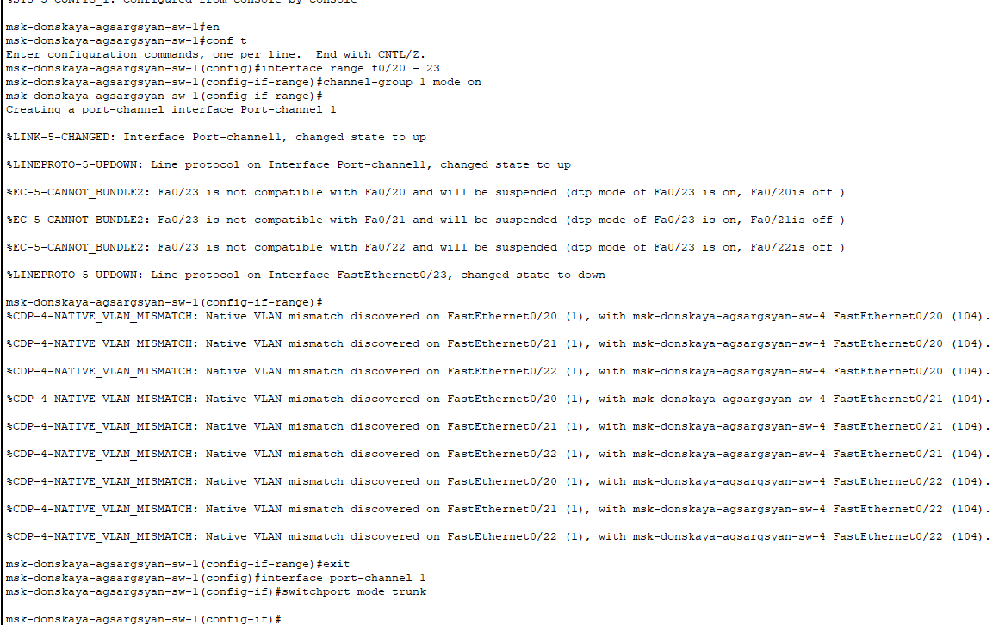 %SYS-5-CONFIG_I: Configured from console by console
msk-donskaya-agsargsyan-sw-1#en
msk-donskaya-agsargsyan-sw-1#conf t
Enter configuration commands, one per line.  End with CNTL/Z.
msk-donskaya-agsargsyan-sw-1(config)#interface range f0/20 - 23
msk-donskaya-agsargsyan-sw-1(config-if-range)#channel-group 1 mode on
msk-donskaya-agsargsyan-sw-1(config-if-range)#
Creating a port-channel interface Port-channel 1
%LINK-5-CHANGED: Interface Port-channel1, changed state to up
%LINEPROTO-5-UPDOWN: Line protocol on Interface Port-channel1, changed state to up
%EC-5-CANNOT_BUNDLE2: Fa0/23 is not compatible with Fa0/20 and will be suspended (dtp mode of Fa0/23 is on, Fa0/20is off )
%EC-5-CANNOT_BUNDLE2: Fa0/23 is not compatible with Fa0/21 and will be suspended (dtp mode of Fa0/23 is on, Fa0/21is off )
%EC-5-CANNOT_BUNDLE2: Fa0/23 is not compatible with Fa0/22 and will be suspended (dtp mode of Fa0/23 is on, Fa0/22is off )
%LINEPROTO-5-UPDOWN: Line protocol on Interface FastEthernet0/23, changed state to down
msk-donskaya-agsargsyan-sw-1(config-if-range)#
%CDP-4-NATIVE_VLAN_MISMATCH: Native VLAN mismatch discovered on FastEthernet0/20 (1), with msk-donskaya-agsargsyan-sw-4 FastEthernet0/20 (104).
%CDP-4-NATIVE_VLAN_MISMATCH: Native VLAN mismatch discovered on FastEthernet0/21 (1), with msk-donskaya-agsargsyan-sw-4 FastEthernet0/20 (104).
%CDP-4-NATIVE_VLAN_MISMATCH: Native VLAN mismatch discovered on FastEthernet0/22 (1), with msk-donskaya-agsargsyan-sw-4 FastEthernet0/20 (104).
%CDP-4-NATIVE_VLAN_MISMATCH: Native VLAN mismatch discovered on FastEthernet0/20 (1), with msk-donskaya-agsargsyan-sw-4 FastEthernet0/21 (104).
%CDP-4-NATIVE_VLAN_MISMATCH: Native VLAN mismatch discovered on FastEthernet0/21 (1), with msk-donskaya-agsargsyan-sw-4 FastEthernet0/21 (104).
%CDP-4-NATIVE_VLAN_MISMATCH: Native VLAN mismatch discovered on FastEthernet0/22 (1), with msk-donskaya-agsargsyan-sw-4 FastEthernet0/21 (104).
%CDP-4-NATIVE_VLAN_MISMATCH: Native VLAN mismatch discovered on FastEthernet0/20 (1), with msk-donskaya-agsargsyan-sw-4 FastEthernet0/22 (104).
%CDP-4-NATIVE_VLAN_MISMATCH: Native VLAN mismatch discovered on FastEthernet0/21 (1), with msk-donskaya-agsargsyan-sw-4 FastEthernet0/22 (104).
%CDP-4-NATIVE_VLAN_MISMATCH: Native VLAN mismatch discovered on FastEthernet0/22 (1), with msk-donskaya-agsargsyan-sw-4 FastEthernet0/22 (104).
msk-donskaya-agsargsyan-sw-1(config-if-range)#exit
msk-donskaya-agsargsyan-sw-1(config)#interface port-channel 1
msk-donskaya-agsargsyan-sw-1(config-if)#switchport mode trunk
msk-donskaya-agsargsyan-sw-1(config-if)#